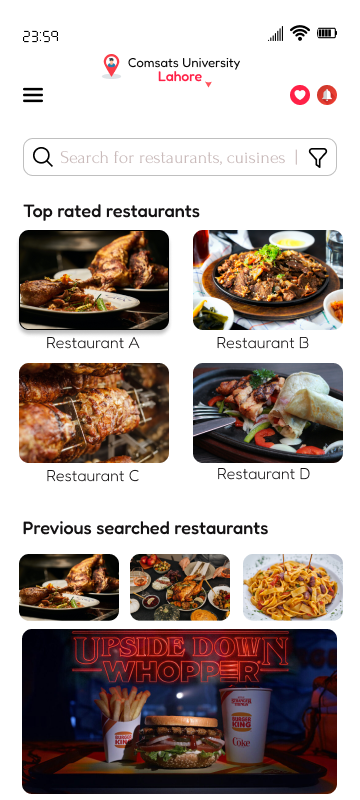 23:59
Comsats University
Lahore
Search for restaurants, cuisines |
Top rated restaurants
Restaurant A
Restaurant B
Restaurant C
Restaurant D
Previous searched restaurants
UPSIDE DOWN
WHOPPER
BURGER
KING
BURGER
KING
Coke